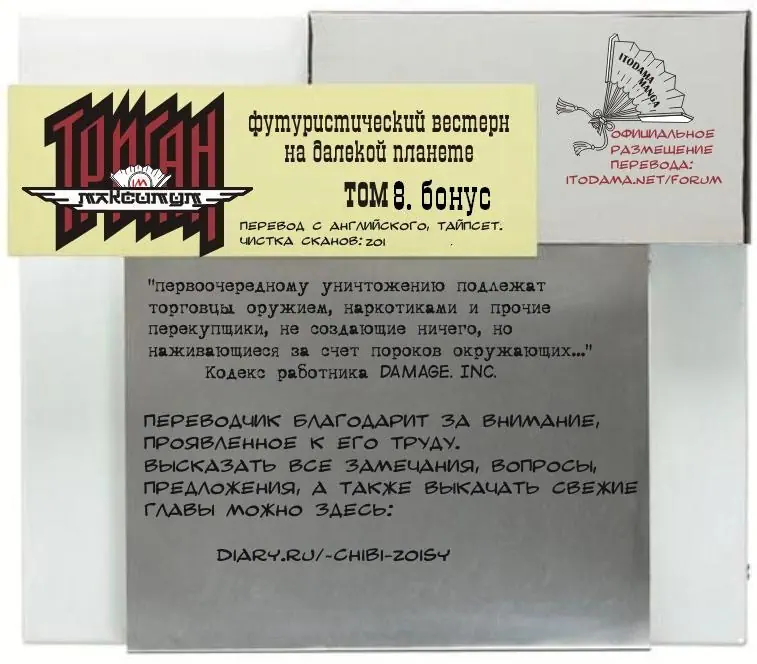 ТРИГАН
1М
МАКСИМУМ
футуристический вестерн
на далекой планете
ТОМ 8. бонус
ПЕРЕВОД С АНГЛИЙСКОГО, ТАЙПСЕТ.
ЧИСТКА СКАНОВ: ZOI
ITODAMA
MANGA
ОФИЦИАЛЬНОЕ
РАЗМЕЩЕНИЕ
ПЕРЕВОДА:
ITODAMA.NET/FORUM
"первоочередному уничтожению подлежат
торговцы оружием, наркотиками и прочие
перекупщики, не создающие ничего, но
наживающиеся за счет пороков окружающих..."
Кодекс работника DAMAGE. INC.
ПЕРЕВОДЧИК БЛАГОДАРИТ ЗА ВНИМАНИЕ,
ПРОЯВЛЕННОЕ К ЕГО ТРУДУ.
ВЫСКАЗАТЬ ВСЕ ЗАМЕЧАНИЯ, ВОПРОСЫ,
ПРЕДЛОЖЕНИЯ, А ТАКЖЕ ВЫКАЧАТЬ СВЕЖИЕ
ГЛАВЫ МОЖНО ЗДЕСЬ:
DIARY.RU/~CHIBI-ZOISY